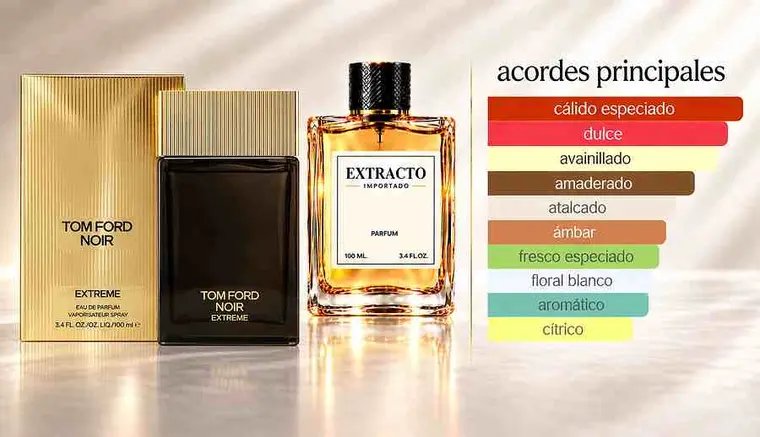 TOM FORD
NOIR
EXTREME
EAU DE PARFUM
VAPORISATEUR SPRAY
3.4 FL. OZ./OZ. LIQ./100 ml ℮
TOM FORD
NOIR
EXTREME
EXTRACTO
IMPORTADO
PARFUM
100 ML. 3.4 FL.OZ.
acordes principales
cálido especiado
dulce
avainillado
amaderado
atalcado
ámbar
fresco especiado
floral blanco
aromático
cítrico